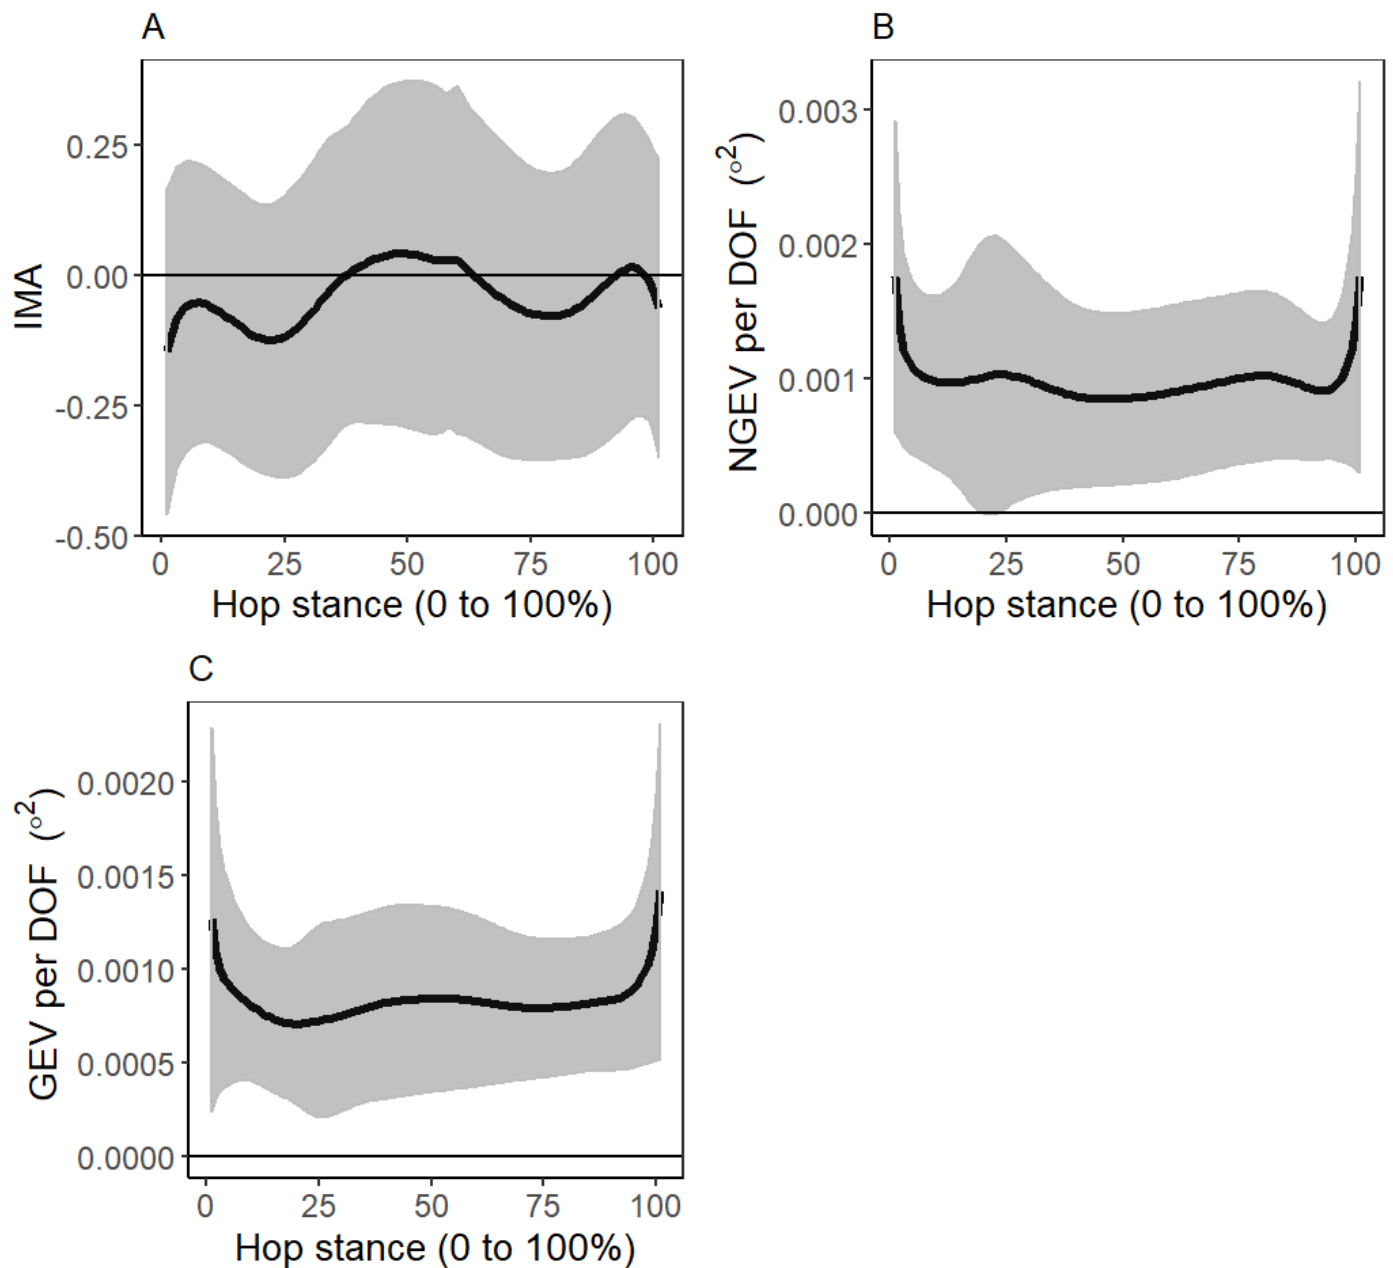 A
IMA
0.25
0.00
-0.25
-0.50
0 25 50 75 100
Hop stance (0 to 100%)
B
NGEV per DOF (°²)
0.003
0.002
0.001
0.000
0 25 50 75 100
Hop stance (0 to 100%)
C
GEV per DOF (°²)
0.0020
0.0015
0.0010
0.0005
0.0000
0 25 50 75 100
Hop stance (0 to 100%)